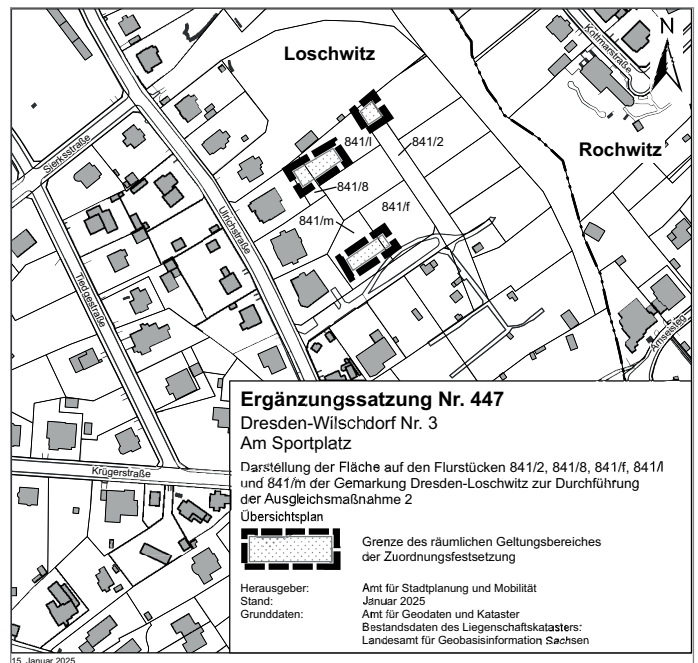 Loschwitz
Kottmarstraße
N
Rochwitz
Sierksstraße
841/l
841/2
841/8
841/f
841/m
Ulrichstraße
Tiedgestraße
Amselsteg
Krügerstraße
Ergänzungssatzung Nr. 447
Dresden-Wilschdorf Nr. 3
Am Sportplatz
Darstellung der Fläche auf den Flurstücken 841/2, 841/8, 841/f, 841/l
und 841/m der Gemarkung Dresden-Loschwitz zur Durchführung
der Ausgleichsmaßnahme 2
Übersichtsplan
Grenze des räumlichen Geltungsbereiches
der Zuordnungsfestsetzung
Herausgeber: Amt für Stadtplanung und Mobilität
Stand: Januar 2025
Grunddaten: Amt für Geodaten und Kataster
Bestandsdaten des Liegenschaftskatasters:
Landesamt für Geobasisinformation Sachsen
15. Januar 2025